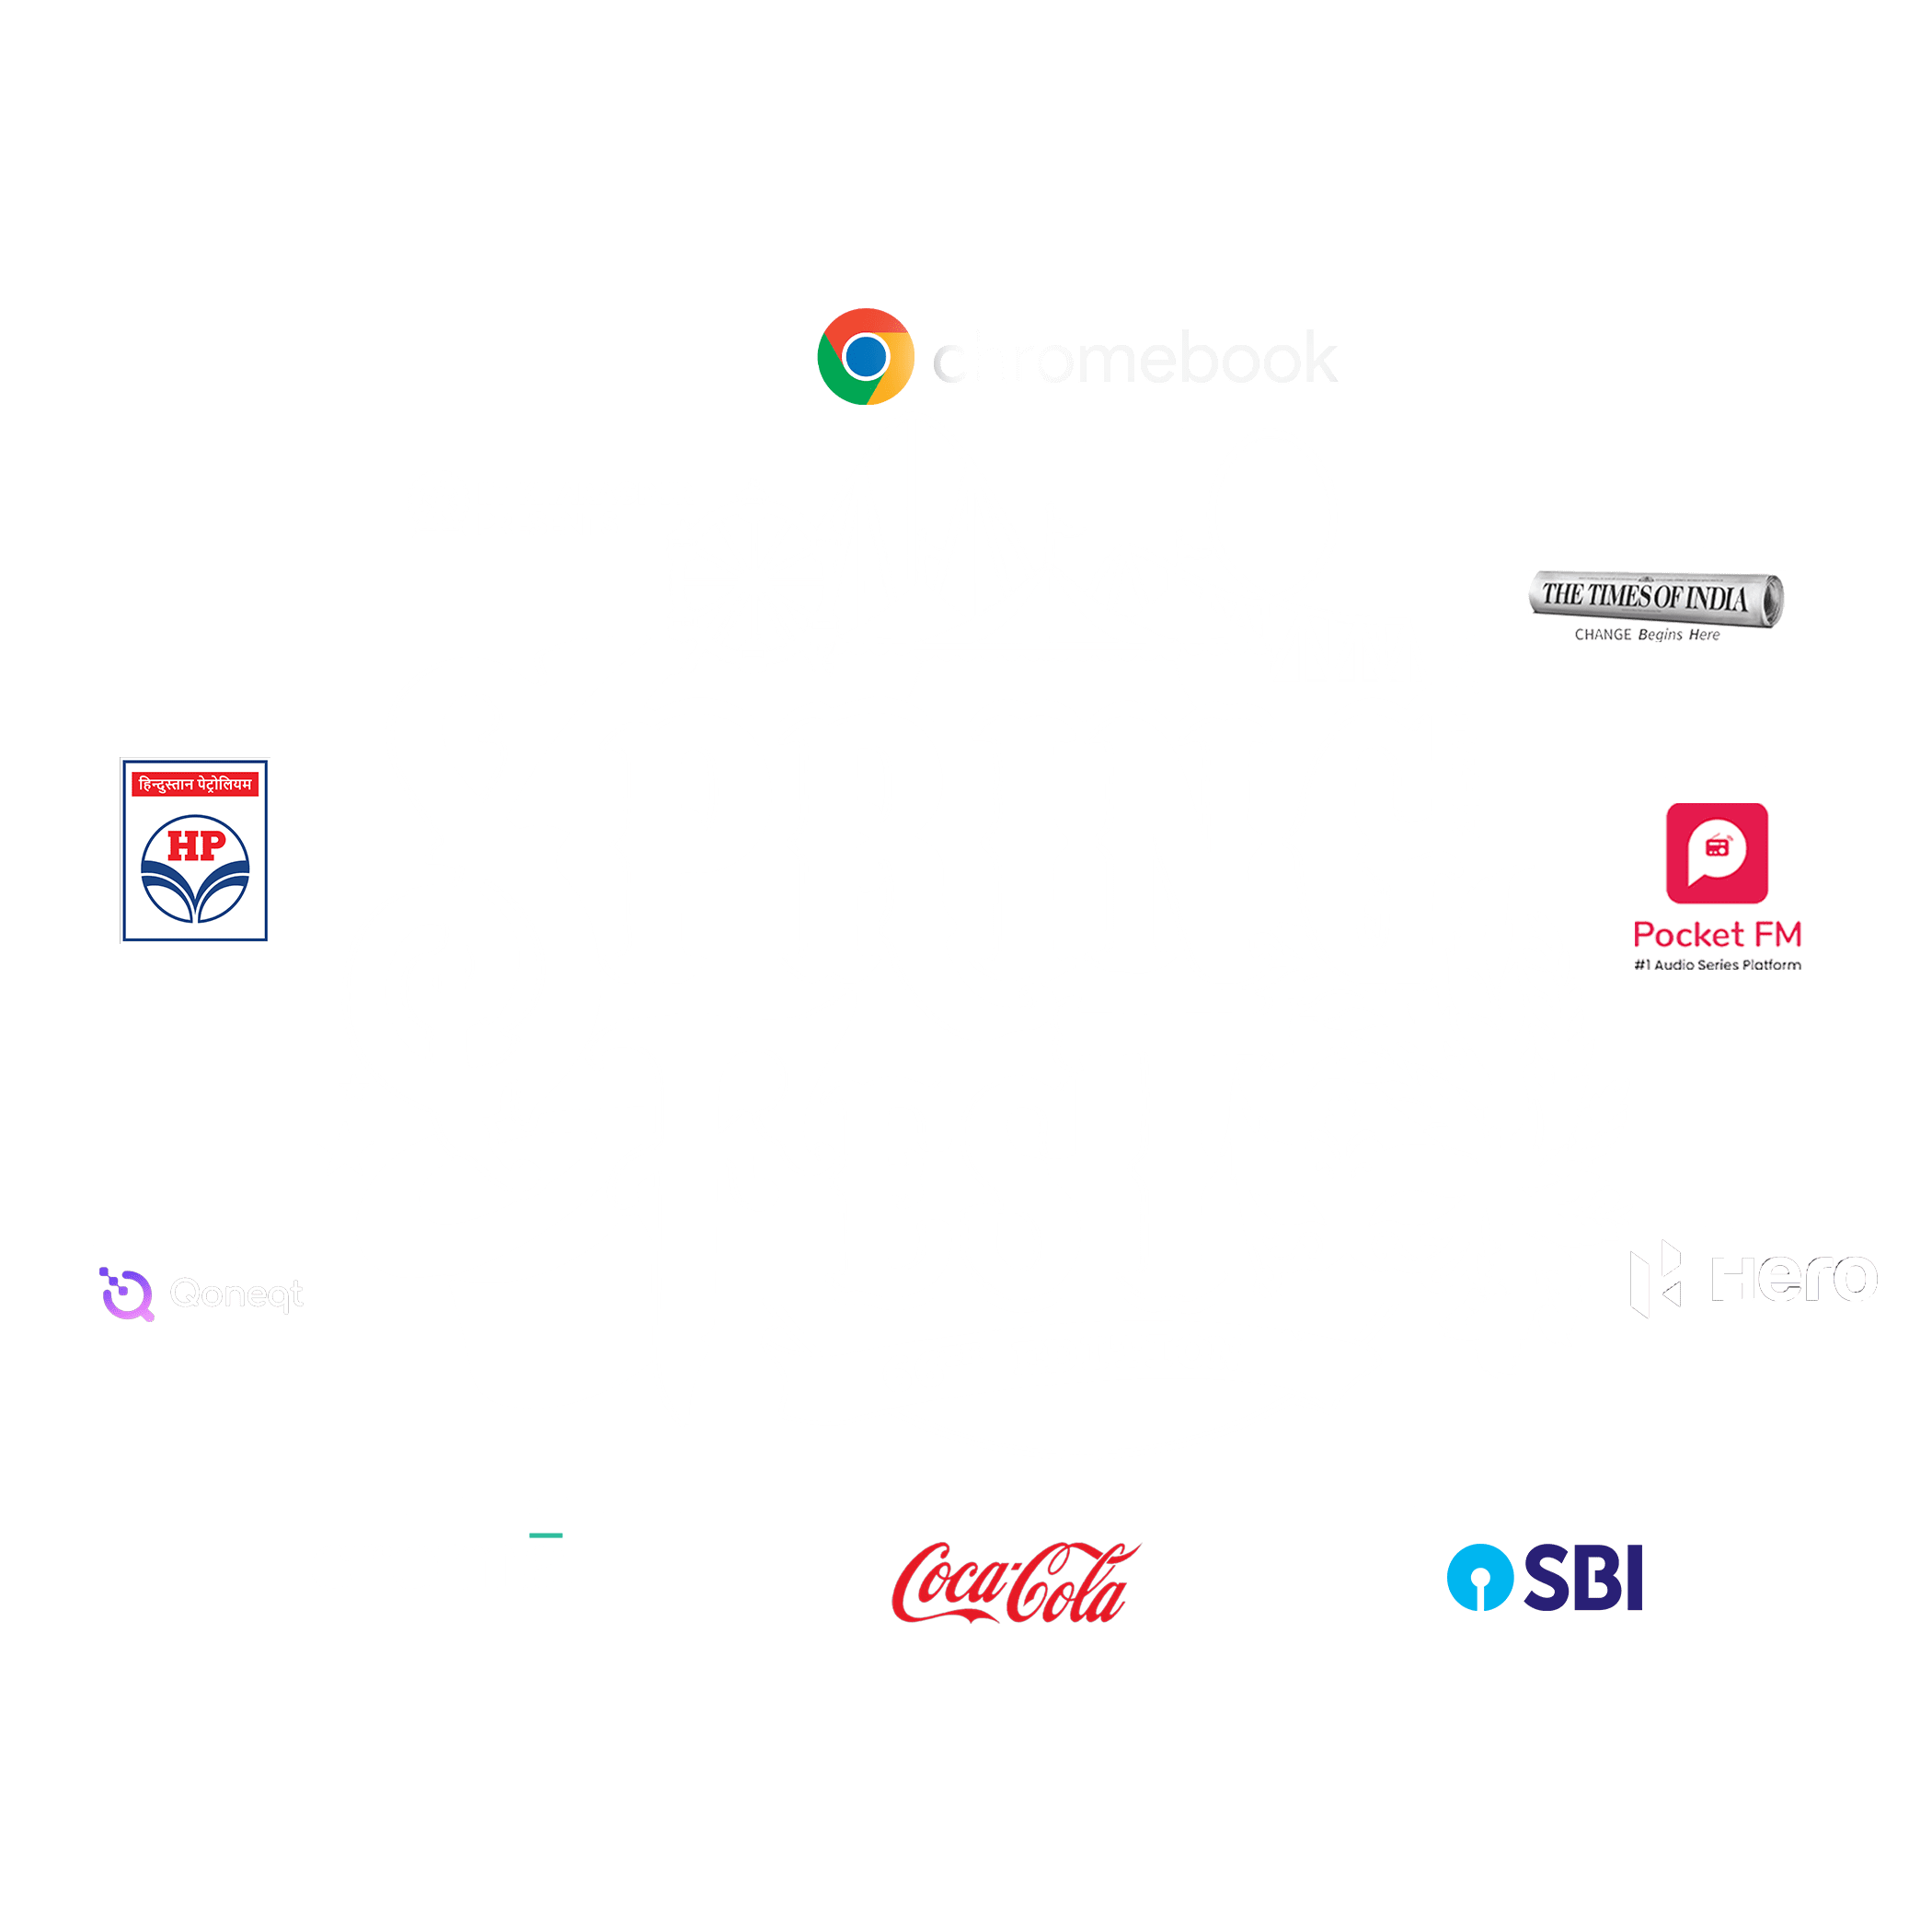 chromebook
THE TIMES OF INDIA
CHANGE Begins Here
हिन्दुस्तान पेट्रोलियम
HP
Pocket FM
#1 Audio Series Platform
Qoneqt
Hero
Coca-Cola
SBI